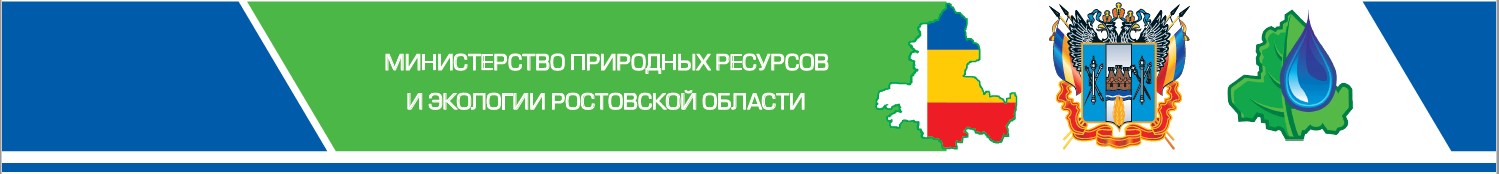 МИНИСТЕРСТВО ПРИРОДНЫХ РЕСУРСОВ
И ЭКОЛОГИИ РОСТОВСКОЙ ОБЛАСТИ